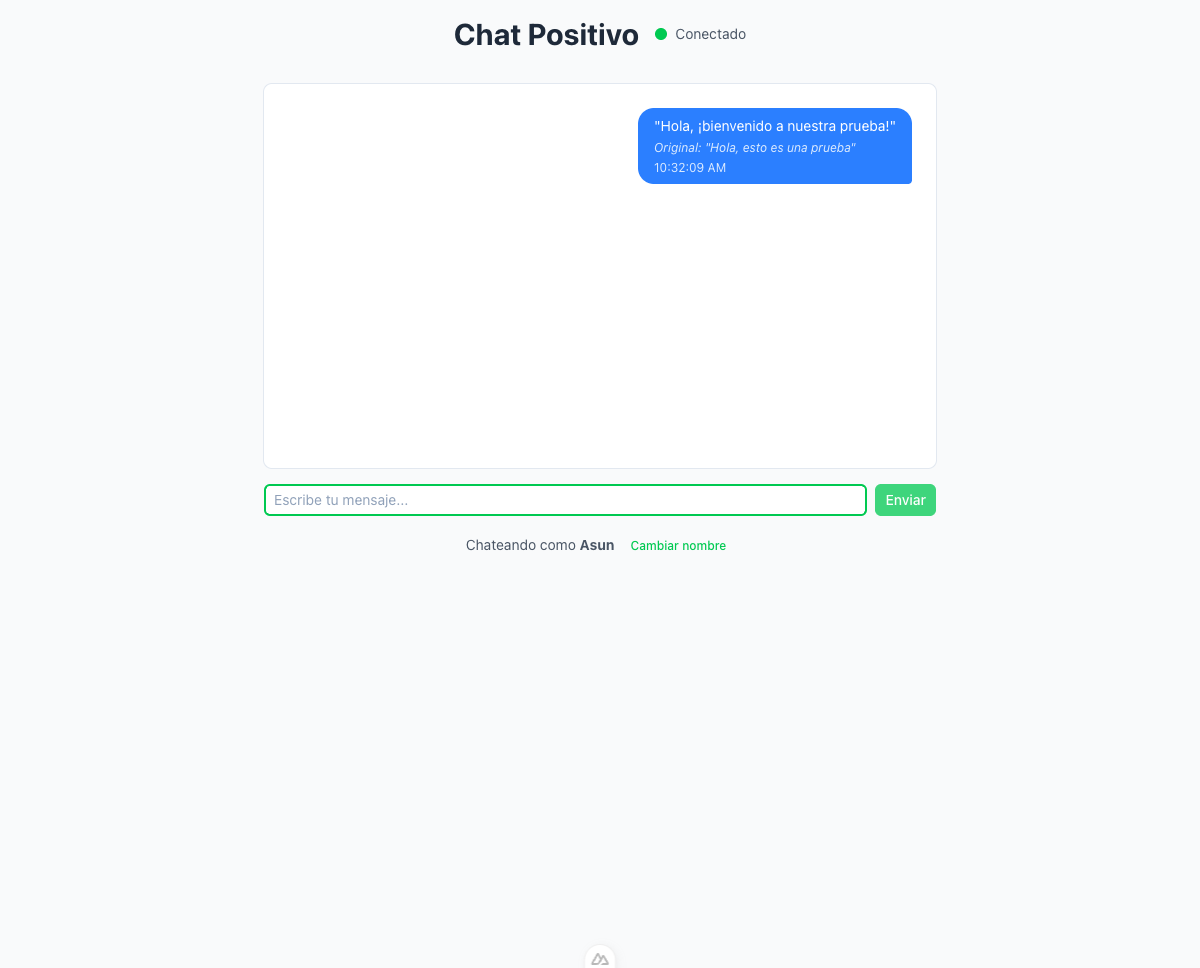 Chat Positivo
Conectado
"Hola, ¡bienvenido a nuestra prueba!"
Original: "Hola, esto es una prueba"
10:32:09 AM
Escribe tu mensaje...
Enviar
Chateando como Asun
Cambiar nombre